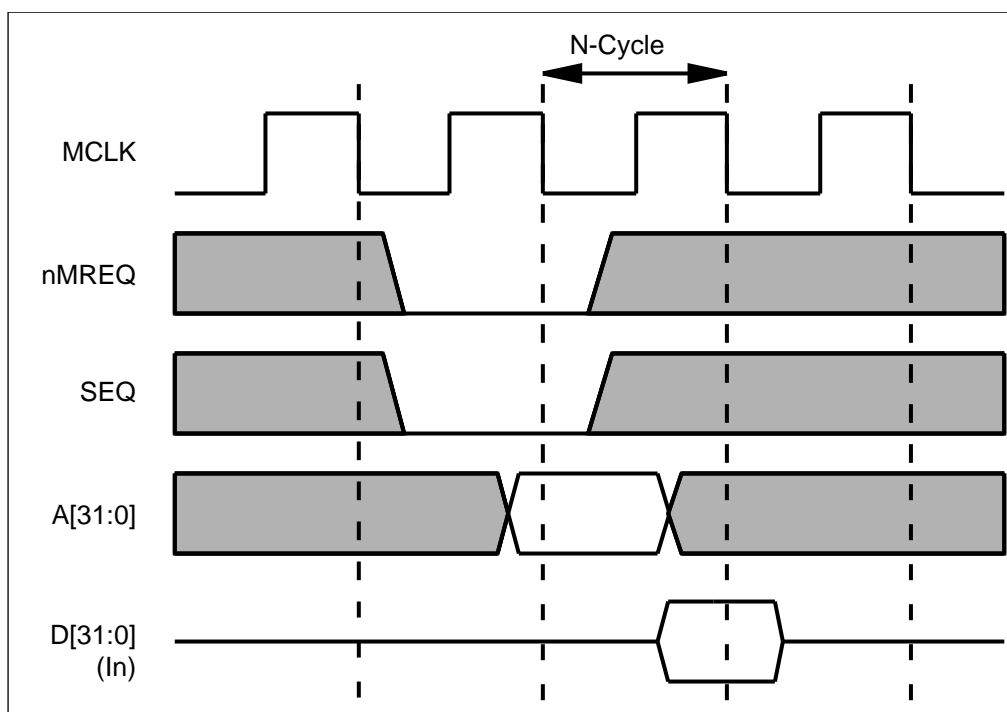 N-Cycle
MCLK
nMREQ
SEQ
A[31:0]
D[31:0]
(In)